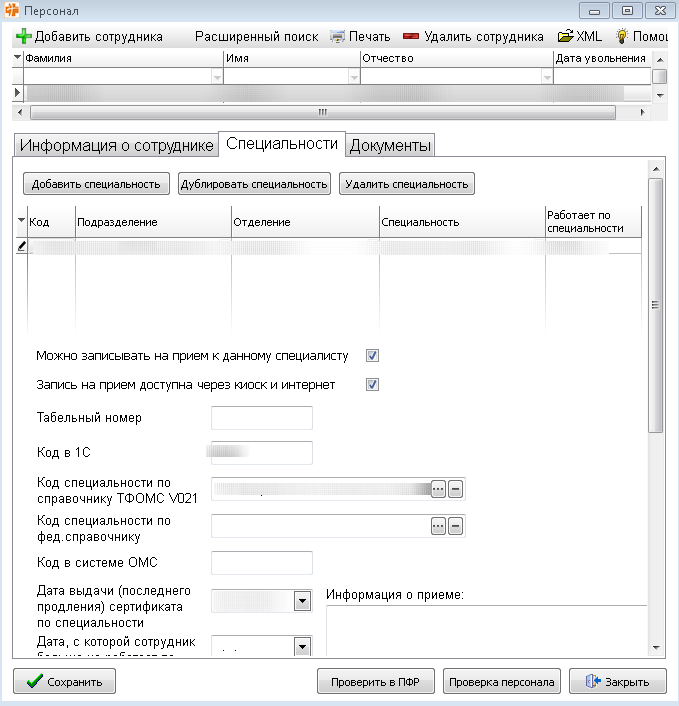 Персонал
Добавить сотрудника Расширенный поиск Печать Удалить сотрудника XML
Фамилия Имя Отчество Дата увольнения
Информация о сотруднике Специальности Документы
Добавить специальность Дублировать специальность Удалить специальность
Код Подразделение Отделение Специальность Работает по
специальности
Можно записывать на прием к данному специалисту
Запись на прием доступна через киоск и интернет
Табельный номер
Код в 1С
Код специальности по
справочнику ТФОМС V021
Код специальности по
фед.справочнику
Код в системе ОМС
Дата выдачи (последнего
продления) сертификата
по специальности
Информация о приеме:
Дата, с которой сотрудник
Сохранить Проверить в ПФР Проверка персонала Закрыть